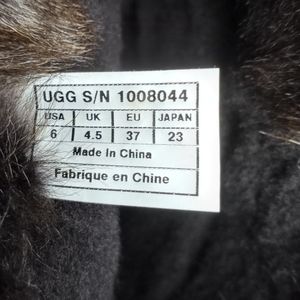 UGG S/N 1008044
USA UK EU JAPAN
6 4.5 37 23
Made In China
Fabrique en Chine